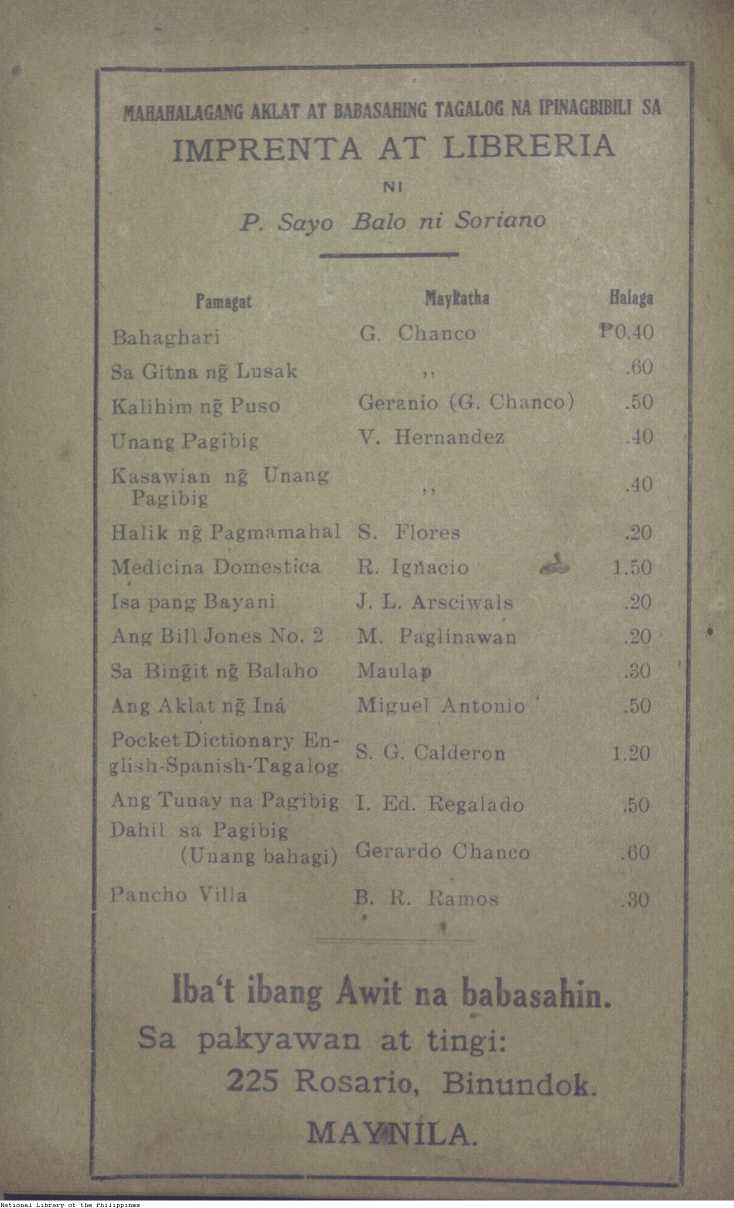 MAHAHALAGANG AKLAT AT BABASAHING TAGALOG NA IPINAGBIBILI SA
IMPRENTA AT LIBRERIA
NI
P. Sayo Balo ni Soriano
Pamagat Maykatha Halaga
Bahaghari G. Chanco ₱0.40
Sa Gitna ng̃ Lusak ,, .60
Kalihim ng̃ Puso Geranio (G. Chanco) .50
Unang Pagibig V. Hernandez .40
Kasawian ng̃ Unang
Pagibig ,, .40
Halik ng̃ Pagmamahal S. Flores .20
Medicina Domestica R. Ignacio 1.50
Isa pang Bayani J. L. Arsciwals .20
Ang Bill Jones No. 2 M. Paglinawan .20
Sa Bing̃it ng̃ Balaho Maulap .30
Ang Aklat ng̃ Iná Miguel Antonio .50
Pocket Dictionary En-
glish-Spanish-Tagalog S. G. Calderon 1.20
Ang Tunay na Pagibig I. Ed. Regalado .50
Dahil sa Pagibig
(Unang bahagi) Gerardo Chanco .60
Pancho Villa B. R. Ramos .30
Iba‘t ibang Awit na babasahin.
Sa pakyawan at tingi:
225 Rosario, Binundok.
MAYNILA.
National Library of the Philippines